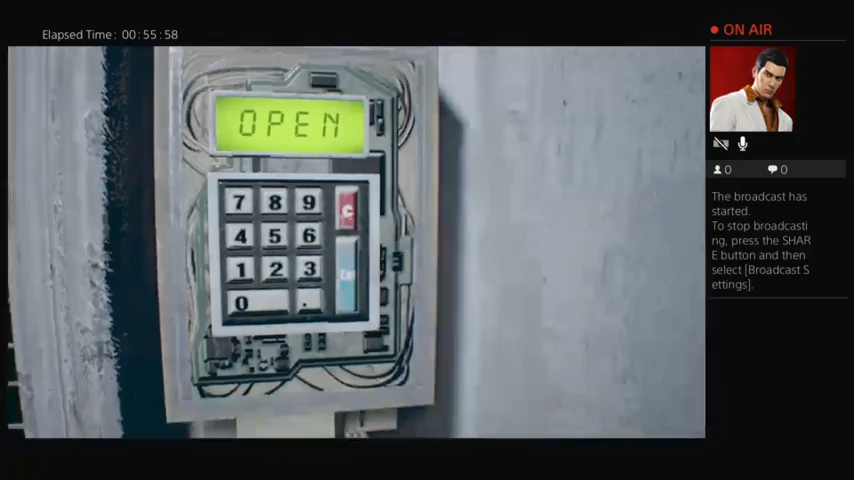 Elapsed Time: 00:55:58
ON AIR
OPEN
7 8 9 C
4 5 6
1 2 3 Ent
0 .
0 0
The broadcast has
started.
To stop broadcasti
ng, press the SHAR
E button and then
select [Broadcast S
ettings].